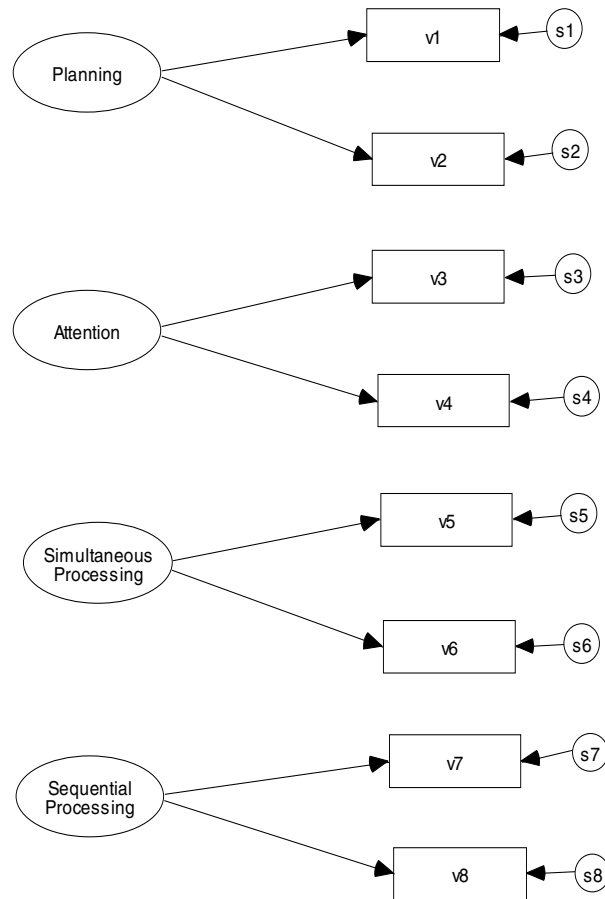 v1
s1
Planning
v2
s2
v3
s3
Attention
v4
s4
v5
s5
Simultaneous
Processing
v6
s6
v7
s7
Sequential
Processing
v8
s8